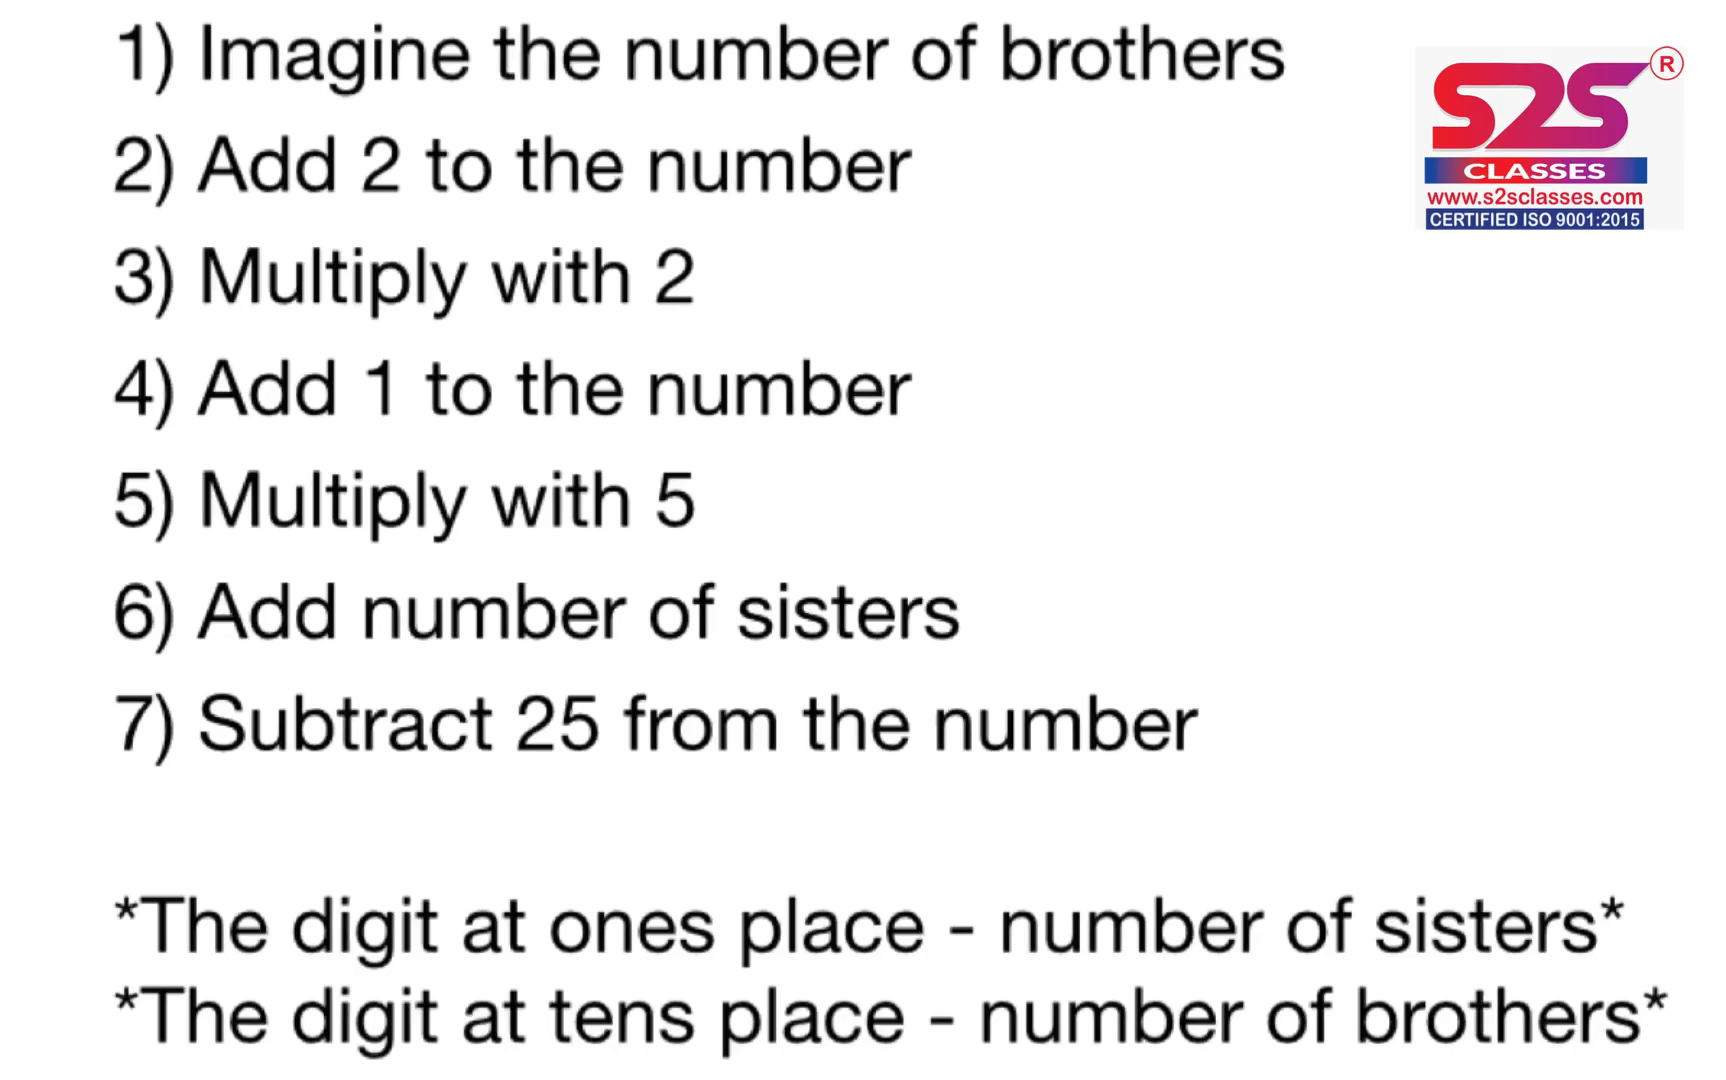 1) Imagine the number of brothers
2) Add 2 to the number
3) Multiply with 2
4) Add 1 to the number
5) Multiply with 5
6) Add number of sisters
7) Subtract 25 from the number
*The digit at ones place - number of sisters*
*The digit at tens place - number of brothers*
S2S ®
CLASSES
www.s2sclasses.com
CERTIFIED ISO 9001:2015